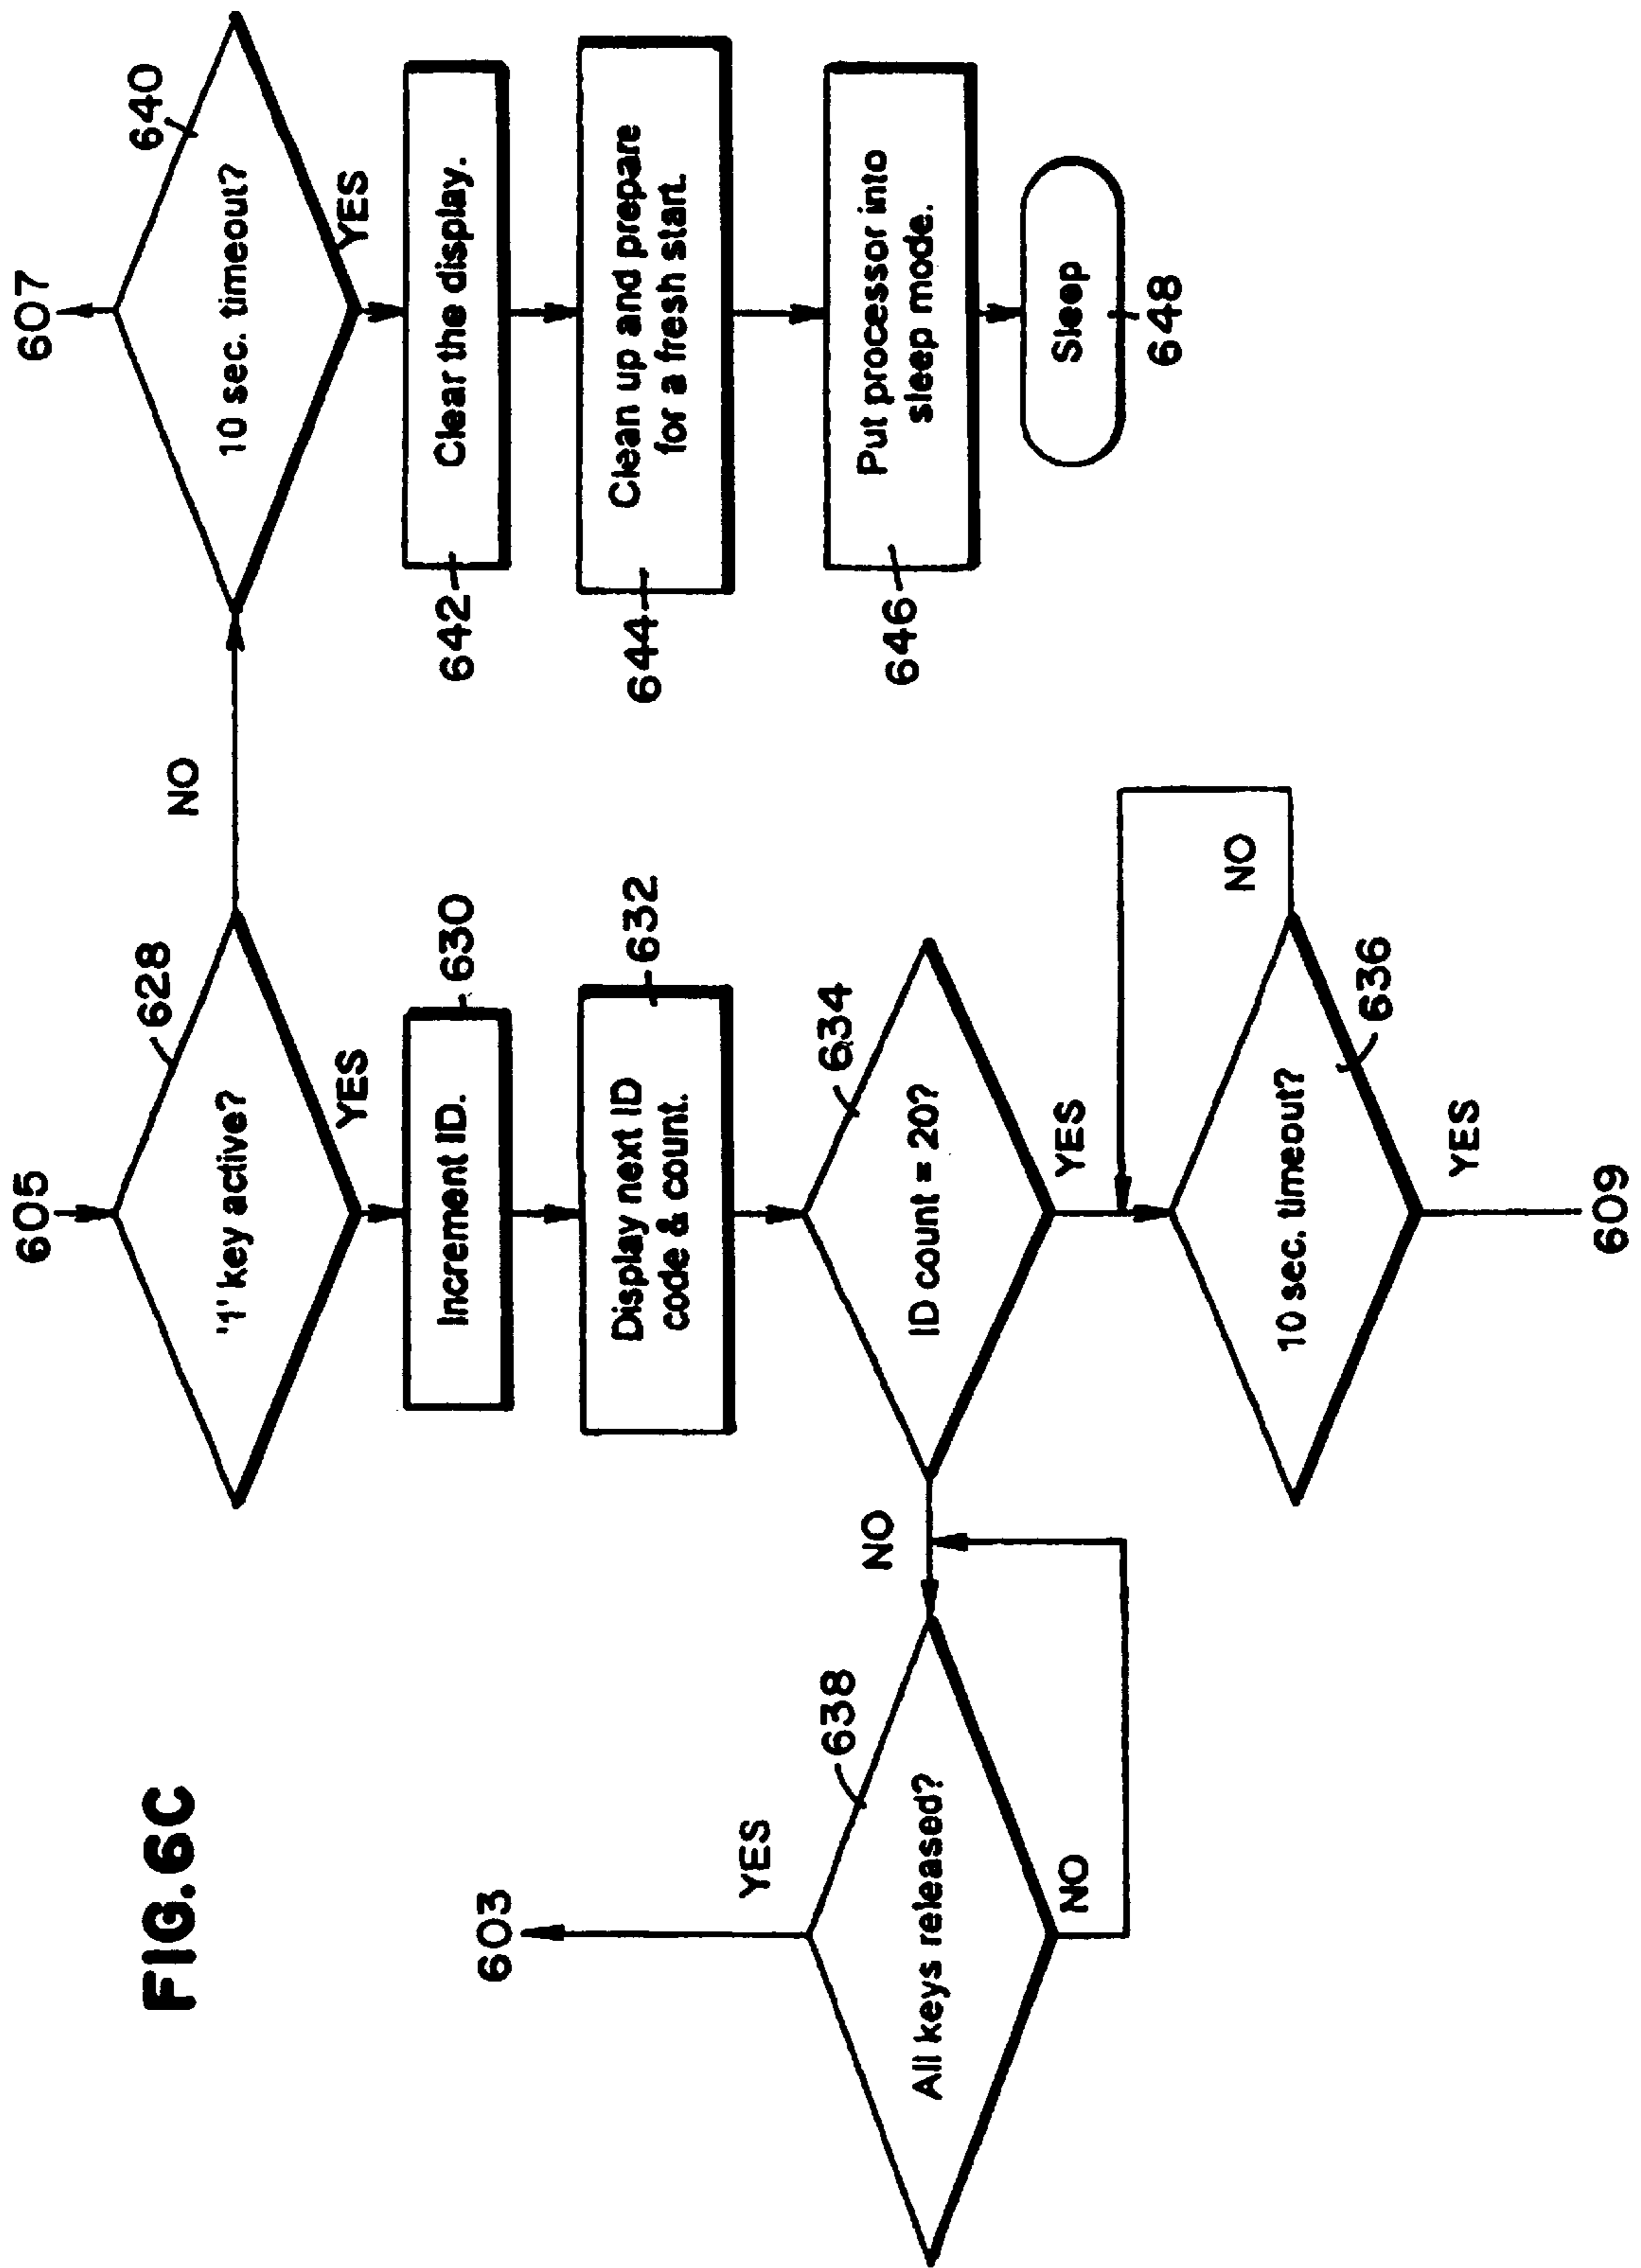 FIG.6C
605
'1' key active?
628
NO
YES
Increment ID.
630
Display next ID
code & count.
632
ID count = 20?
634
NO
YES
All keys released?
638
YES
603
NO
10 sec. timeout?
636
NO
YES
609
607
10 sec. timeout?
640
YES
Clear the display.
642
Clean up and prepare
for a fresh start.
644
Put processor into
sleep mode.
646
Sleep
648